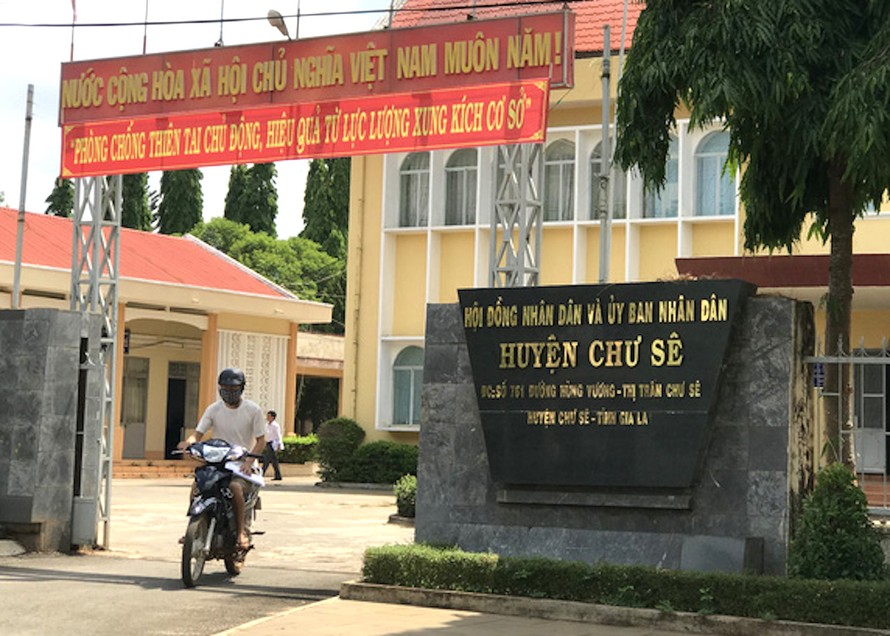 NƯỚC CỘNG HÒA XÃ HỘI CHỦ NGHĨA VIỆT NAM MUÔN NĂM!
"PHÒNG CHỐNG THIÊN TAI CHỦ ĐỘNG, HIỆU QUẢ TỪ LỰC LƯỢNG XUNG KÍCH CƠ SỞ"
HỘI ĐỒNG NHÂN DÂN VÀ ỦY BAN NHÂN DÂN
HUYỆN CHƯ SÊ
ĐC: SỐ 761 ĐƯỜNG HÙNG VƯƠNG - THỊ TRẤN CHƯ SÊ
HUYỆN CHƯ SÊ - TỈNH GIA LA